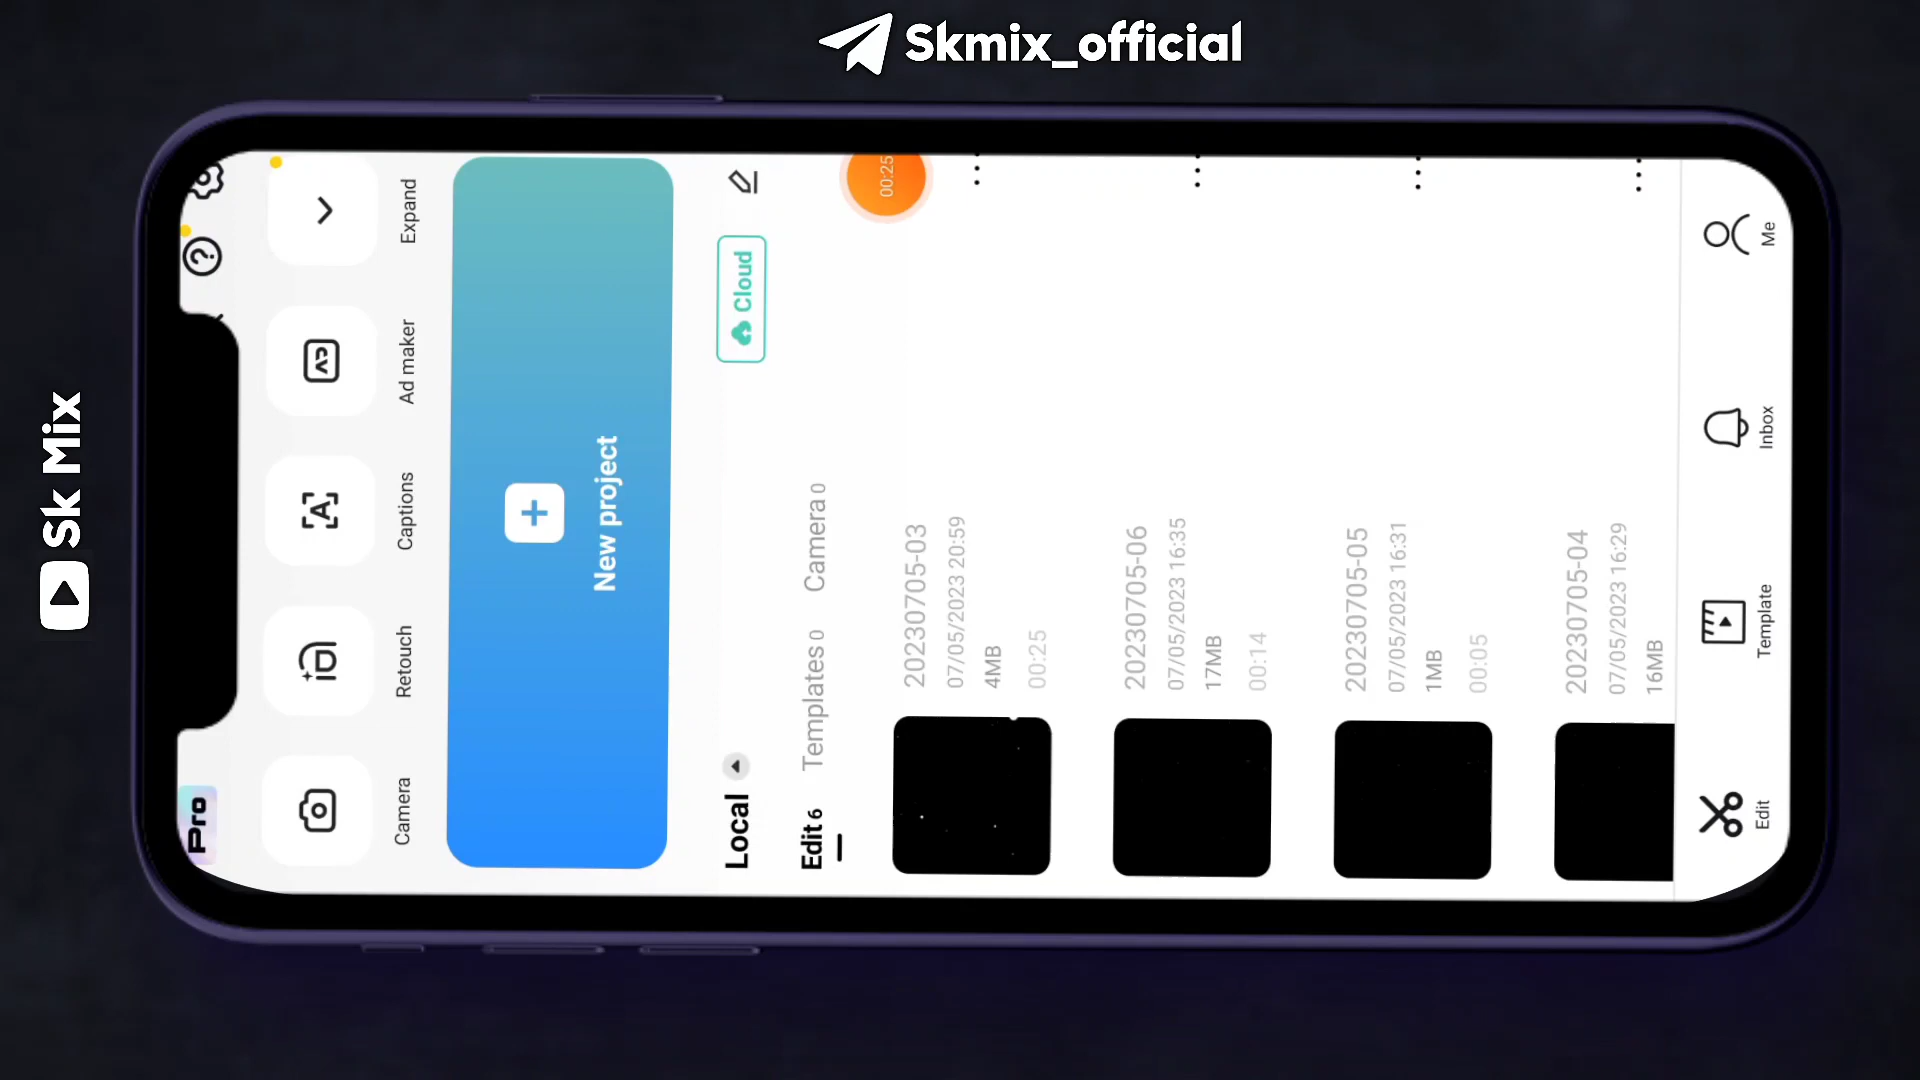 Skmix_official
Sk Mix
Pro
Camera
Retouch
Captions
Ad maker
Expand
New project
Local
Cloud
Edit 6
Templates 0
Camera 0
20230705-03
07/05/2023 20:59
4MB
00:25
00:25
20230705-06
07/05/2023 16:35
17MB
00:14
20230705-05
07/05/2023 16:31
1MB
00:05
20230705-04
07/05/2023 16:29
16MB
Edit
Template
Inbox
Me